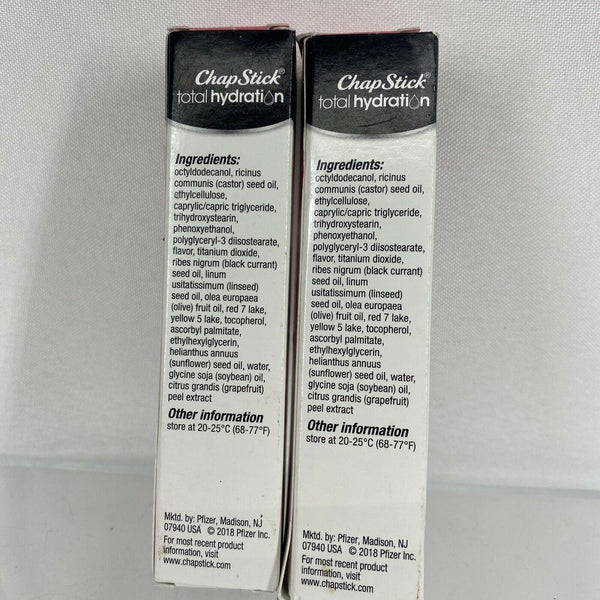 ChapStick®
total hydration
Ingredients:
octyldodecanol, ricinus
communis (castor) seed oil,
ethylcellulose,
caprylic/capric triglyceride,
trihydroxystearin,
phenoxyethanol,
polyglyceryl-3 diisostearate,
flavor, titanium dioxide,
ribes nigrum (black currant)
seed oil, linum
usitatissimum (linseed)
seed oil, olea europaea
(olive) fruit oil, red 7 lake,
yellow 5 lake, tocopherol,
ascorbyl palmitate,
ethylhexylglycerin,
helianthus annuus
(sunflower) seed oil, water,
glycine soja (soybean) oil,
citrus grandis (grapefruit)
peel extract
Other information
store at 20-25°C (68-77°F)
Mktd. by: Pfizer, Madison, NJ
07940 USA © 2018 Pfizer Inc.
For most recent product
information, visit
www.chapstick.com
ChapStick®
total hydration
Ingredients:
octyldodecanol, ricinus
communis (castor) seed oil,
ethylcellulose,
caprylic/capric triglyceride,
trihydroxystearin,
phenoxyethanol,
polyglyceryl-3 diisostearate,
flavor, titanium dioxide,
ribes nigrum (black currant)
seed oil, linum
usitatissimum (linseed)
seed oil, olea europaea
(olive) fruit oil, red 7 lake,
yellow 5 lake, tocopherol,
ascorbyl palmitate,
ethylhexylglycerin,
helianthus annuus
(sunflower) seed oil, water,
glycine soja (soybean) oil,
citrus grandis (grapefruit)
peel extract
Other information
store at 20-25°C (68-77°F)
Mktd. by: Pfizer, Madison, NJ
07940 USA © 2018 Pfizer Inc.
For most recent product
information, visit
www.chapstick.com